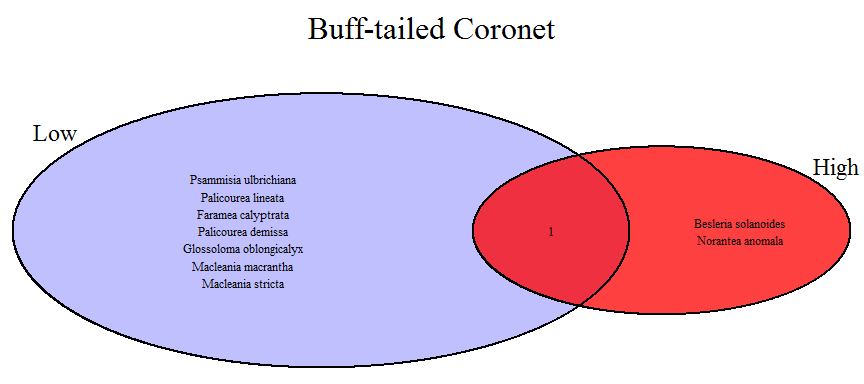 Buff-tailed Coronet
Low
High
Psammisia ulbrichiana
Palicourea lineata
Faramea calyptrata
Palicourea demissa
Glossoloma oblongicalyx
Macleania macrantha
Macleania stricta
1
Besleria solanoides
Norantea anomala